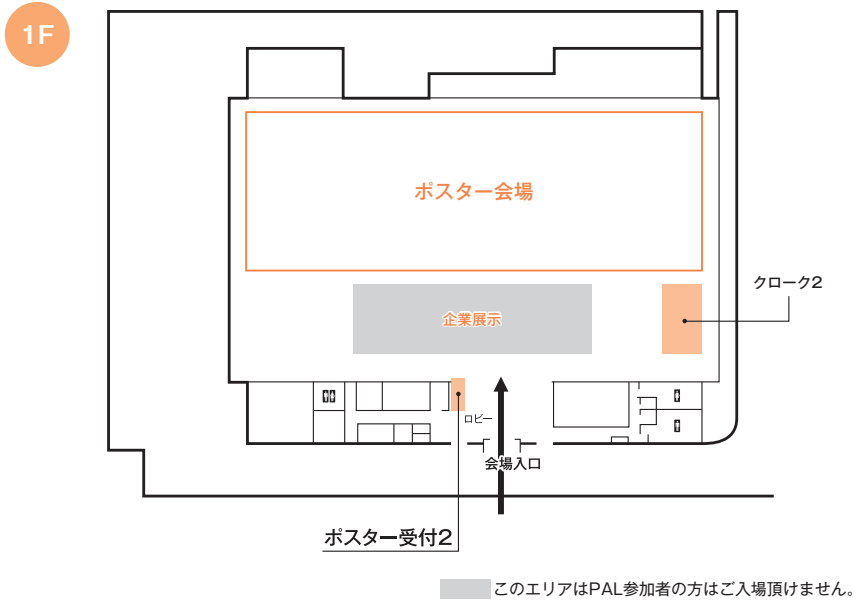 1F
ポスター会場
クローク2
企業展示
ロビー
会場入口
ポスター受付2
このエリアはPAL参加者の方はご入場頂けません。